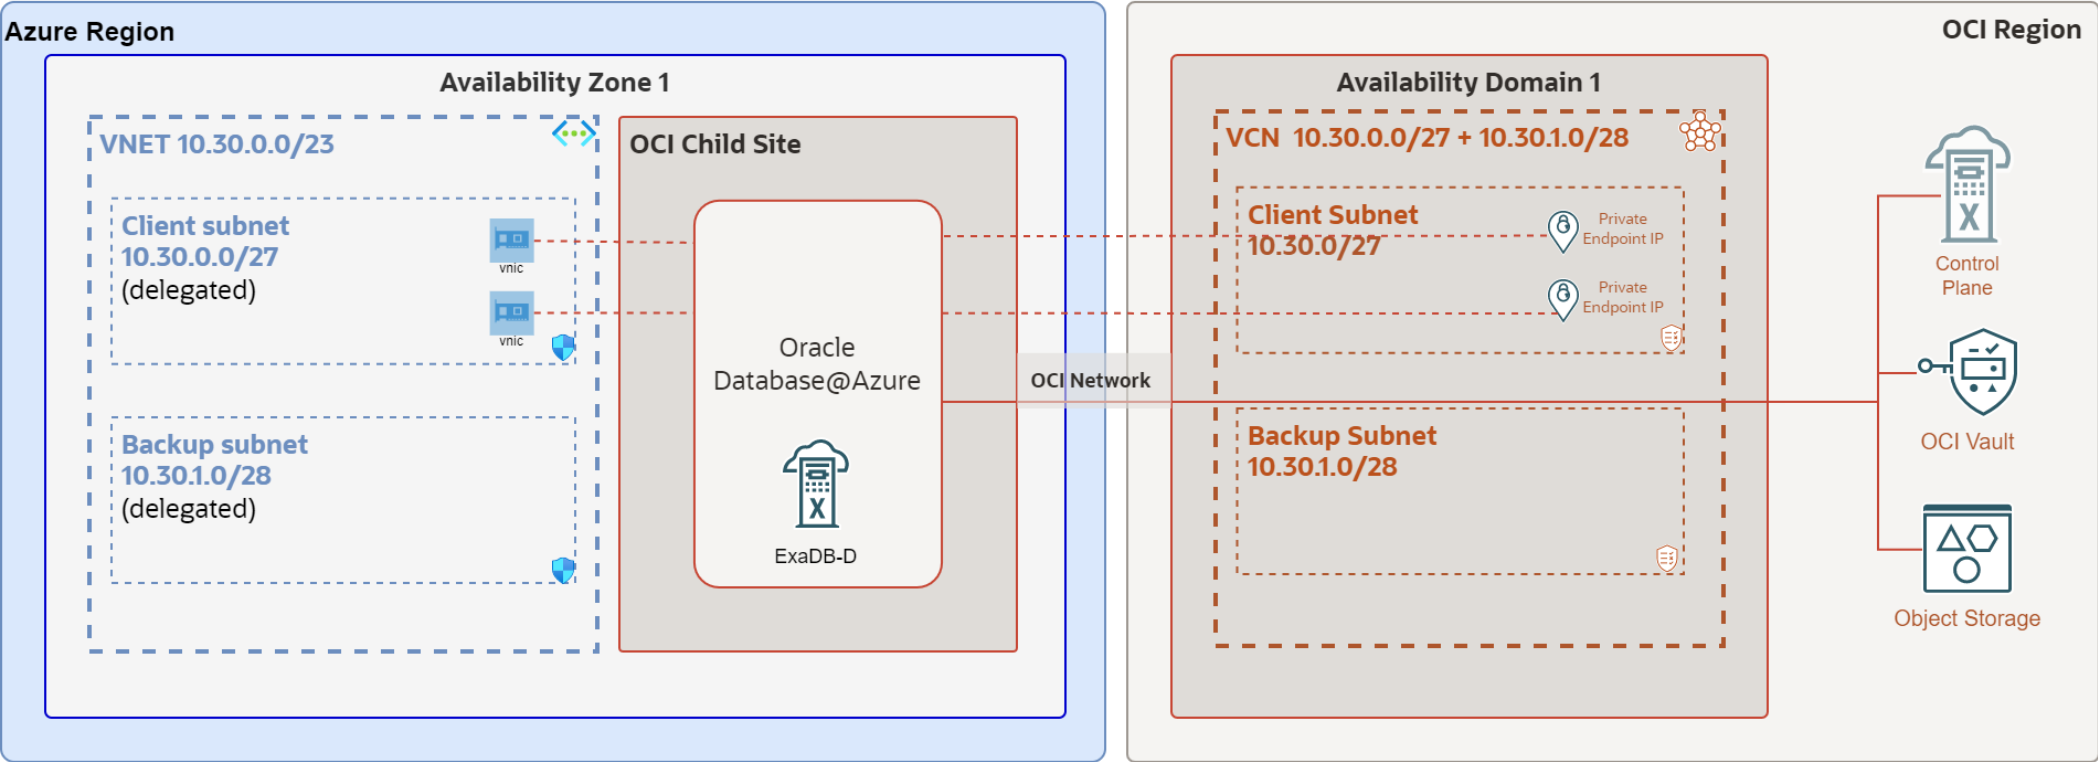 Azure Region
Availability Zone 1
VNET 10.30.0.0/23
Client subnet
10.30.0.0/27
(delegated)
vnic
vnic
Backup subnet
10.30.1.0/28
(delegated)
OCI Child Site
Oracle
Database@Azure
X
ExaDB-D
OCI Network
OCI Region
Availability Domain 1
VCN  10.30.0.0/27 + 10.30.1.0/28
Client Subnet
10.30.0/27
Private
Endpoint IP
Private
Endpoint IP
Backup Subnet
10.30.1.0/28
X
Control
Plane
OCI Vault
Object Storage